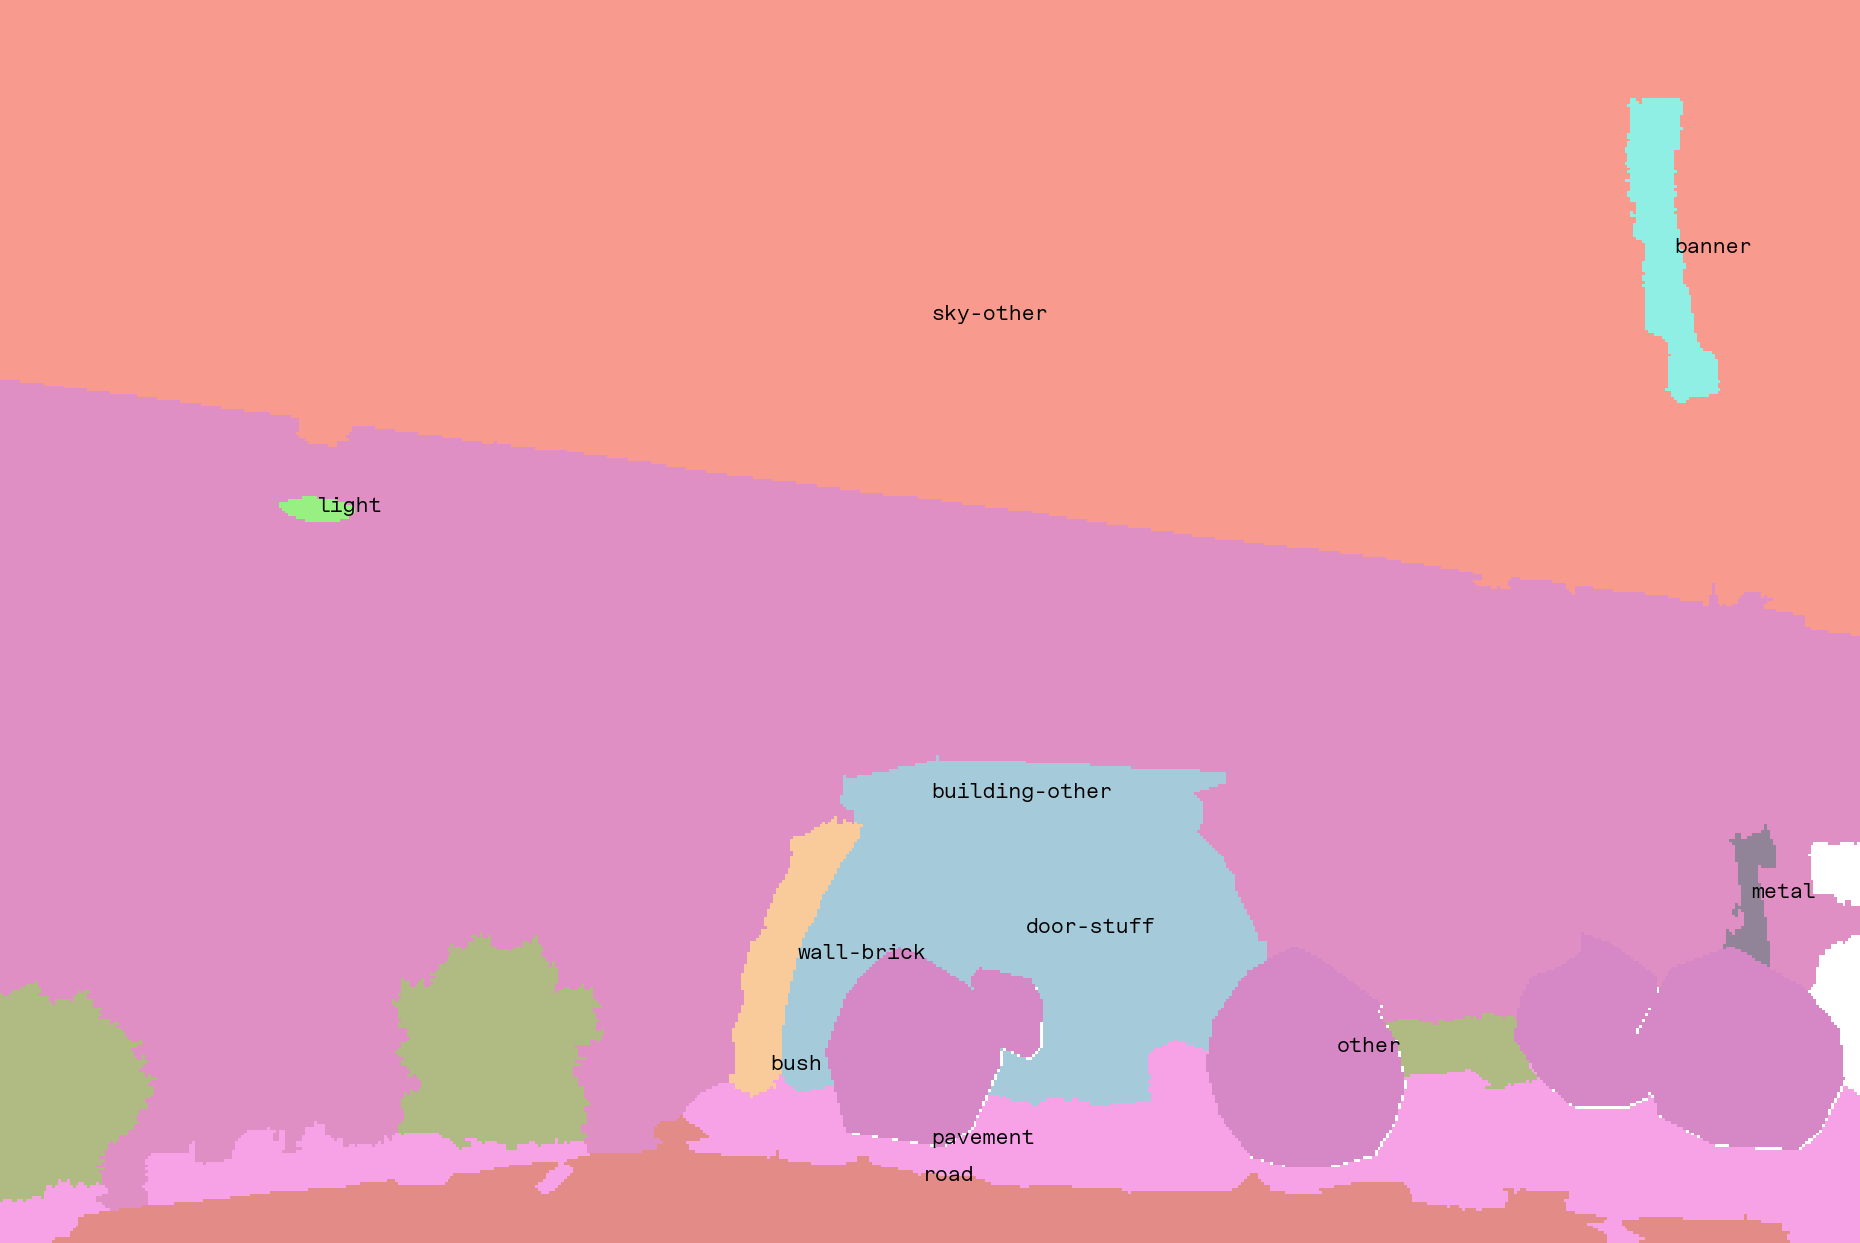 banner
sky-other
light
building-other
metal
door-stuff
wall-brick
other
bush
pavement
road